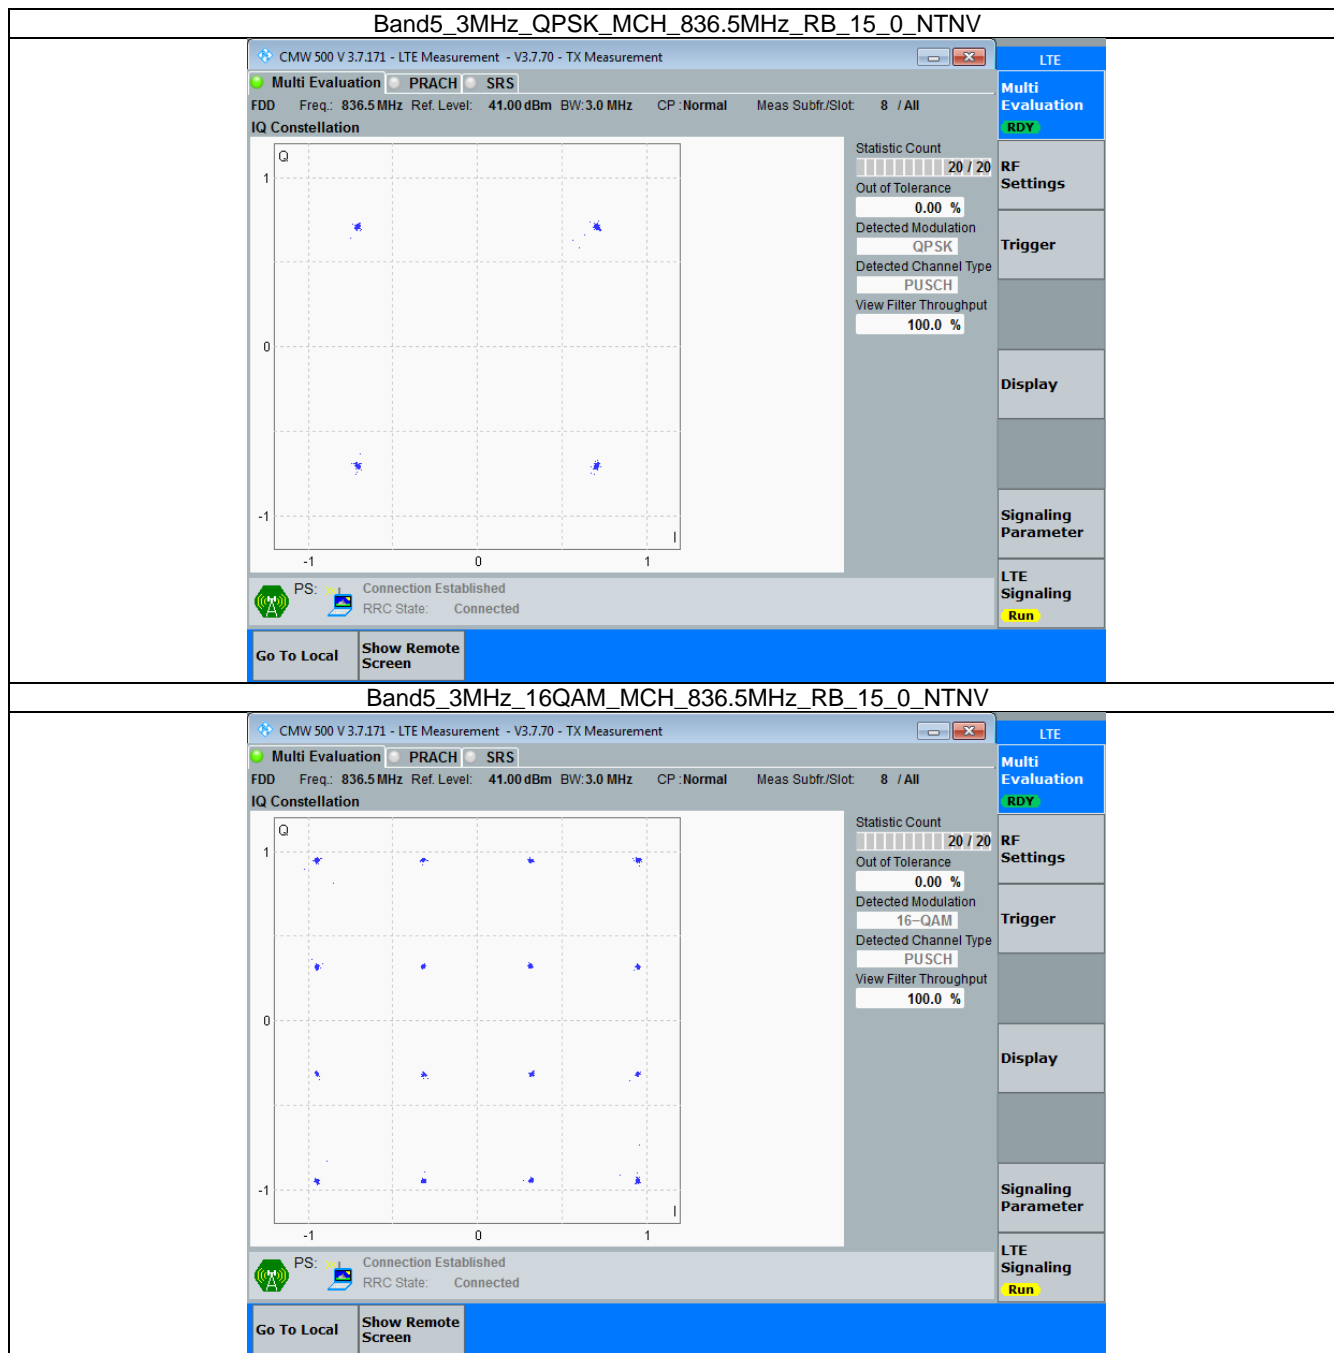 Band5_3MHz_QPSK_MCH_836.5MHz_RB_15_0_NTNV
CMW 500 V 3.7.171 - LTE Measurement - V3.7.70 - TX Measurement
LTE
Multi Evaluation PRACH SRS
Multi
Evaluation
RDY
FDD Freq.: 836.5 MHz Ref. Level: 41.00 dBm BW: 3.0 MHz CP : Normal Meas Subfr./Slot: 8 / All
IQ Constellation
Q
1
0
-1
I
-1 0 1
Statistic Count
20 / 20
Out of Tolerance
0.00 %
Detected Modulation
QPSK
Detected Channel Type
PUSCH
View Filter Throughput
100.0 %
RF
Settings
Trigger
Display
Signaling
Parameter
LTE
Signaling
Run
PS: Connection Established
RRC State: Connected
Go To Local
Show Remote
Screen
Band5_3MHz_16QAM_MCH_836.5MHz_RB_15_0_NTNV
CMW 500 V 3.7.171 - LTE Measurement - V3.7.70 - TX Measurement
LTE
Multi Evaluation PRACH SRS
Multi
Evaluation
RDY
FDD Freq.: 836.5 MHz Ref. Level: 41.00 dBm BW: 3.0 MHz CP : Normal Meas Subfr./Slot: 8 / All
IQ Constellation
Q
1
0
-1
I
-1 0 1
Statistic Count
20 / 20
Out of Tolerance
0.00 %
Detected Modulation
16-QAM
Detected Channel Type
PUSCH
View Filter Throughput
100.0 %
RF
Settings
Trigger
Display
Signaling
Parameter
LTE
Signaling
Run
PS: Connection Established
RRC State: Connected
Go To Local
Show Remote
Screen